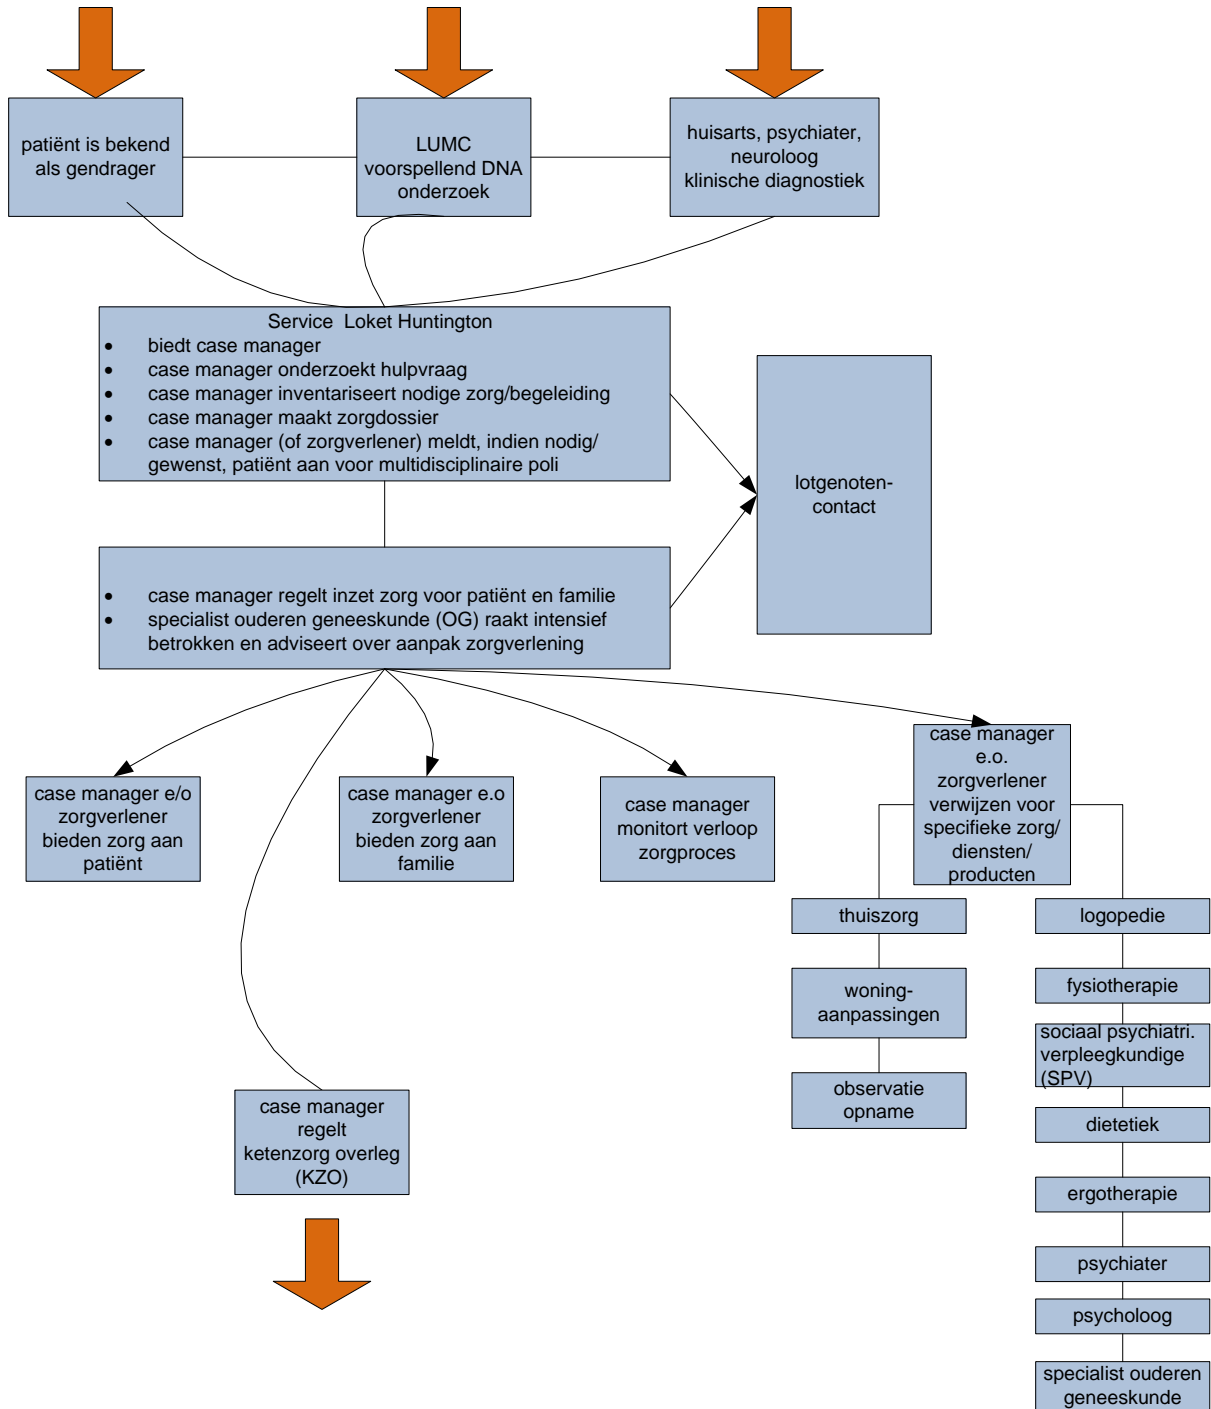 patiënt is bekend
als gendrager
LUMC
voorspellend DNA
onderzoek
huisarts, psychiater,
neuroloog
klinische diagnostiek
Service  Loket Huntington
• biedt case manager
• case manager onderzoekt hulpvraag
• case manager inventariseert nodige zorg/begeleiding
• case manager maakt zorgdossier
• case manager (of zorgverlener) meldt, indien nodig/
gewenst, patiënt aan voor multidisciplinaire poli
lotgenoten-
contact
• case manager regelt inzet zorg voor patiënt en familie
• specialist ouderen geneeskunde (OG) raakt intensief
betrokken en adviseert over aanpak zorgverlening
case manager e/o
zorgverlener
bieden zorg aan
patiënt
case manager e.o
zorgverlener
bieden zorg aan
familie
case manager
monitort verloop
zorgproces
case manager
e.o.
zorgverlener
verwijzen voor
specifieke zorg/
diensten/
producten
thuiszorg
woning-
aanpassingen
observatie
opname
logopedie
fysiotherapie
sociaal psychiatri.
verpleegkundige
(SPV)
dietetiek
ergotherapie
psychiater
psycholoog
specialist ouderen
geneeskunde
case manager
regelt
ketenzorg overleg
(KZO)